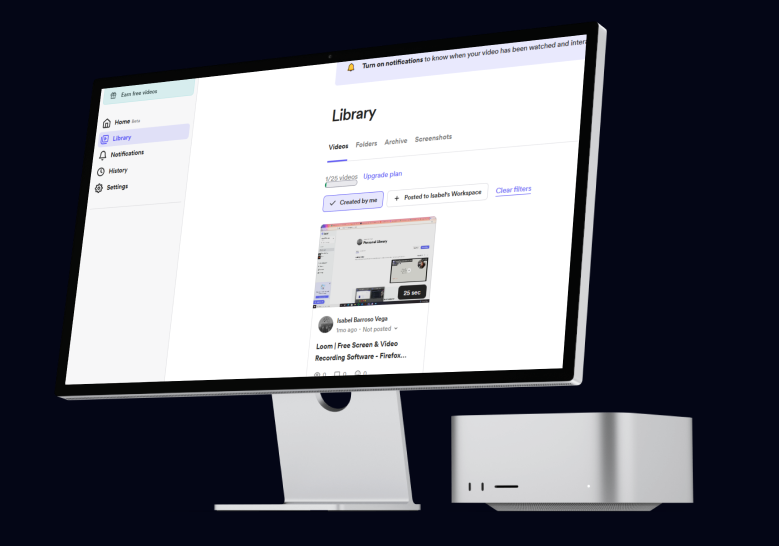 Turn on notifications to know when your video has been watched and
Earn free videos
Home Beta
Library
Notifications
History
Settings
Library
Videos Folders Archive Screenshots
1/25 videos Upgrade plan
Created by me + Posted to Isabel's Workspace Clear filters
Personal Library
25 sec
Isabel Barroso Vega
1mo ago · Not posted
Loom | Free Screen & Video
Recording Software - Firefox...
0 0 0